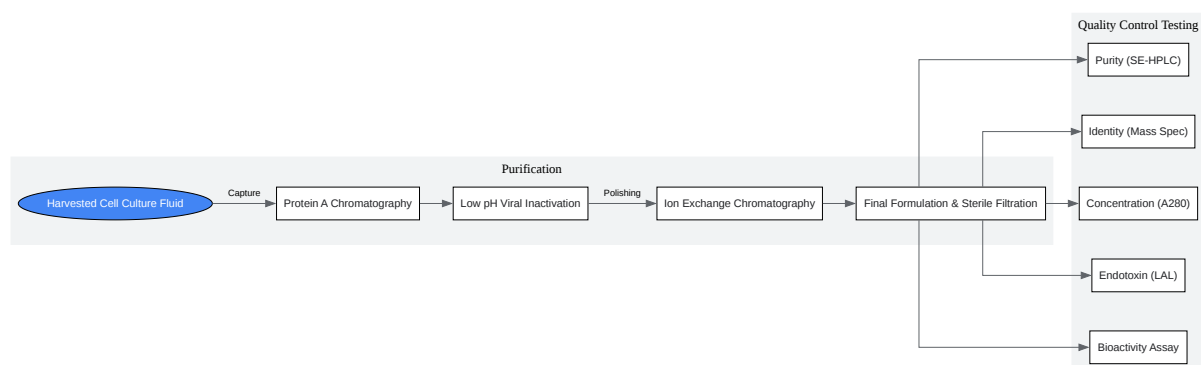 Quality Control Testing
Purity (SE-HPLC)
Identity (Mass Spec)
Purification
Harvested Cell Culture Fluid
Capture
Protein A Chromatography
Low pH Viral Inactivation
Polishing
Ion Exchange Chromatography
Final Formulation & Sterile Filtration
Concentration (A280)
Endotoxin (LAL)
Bioactivity Assay